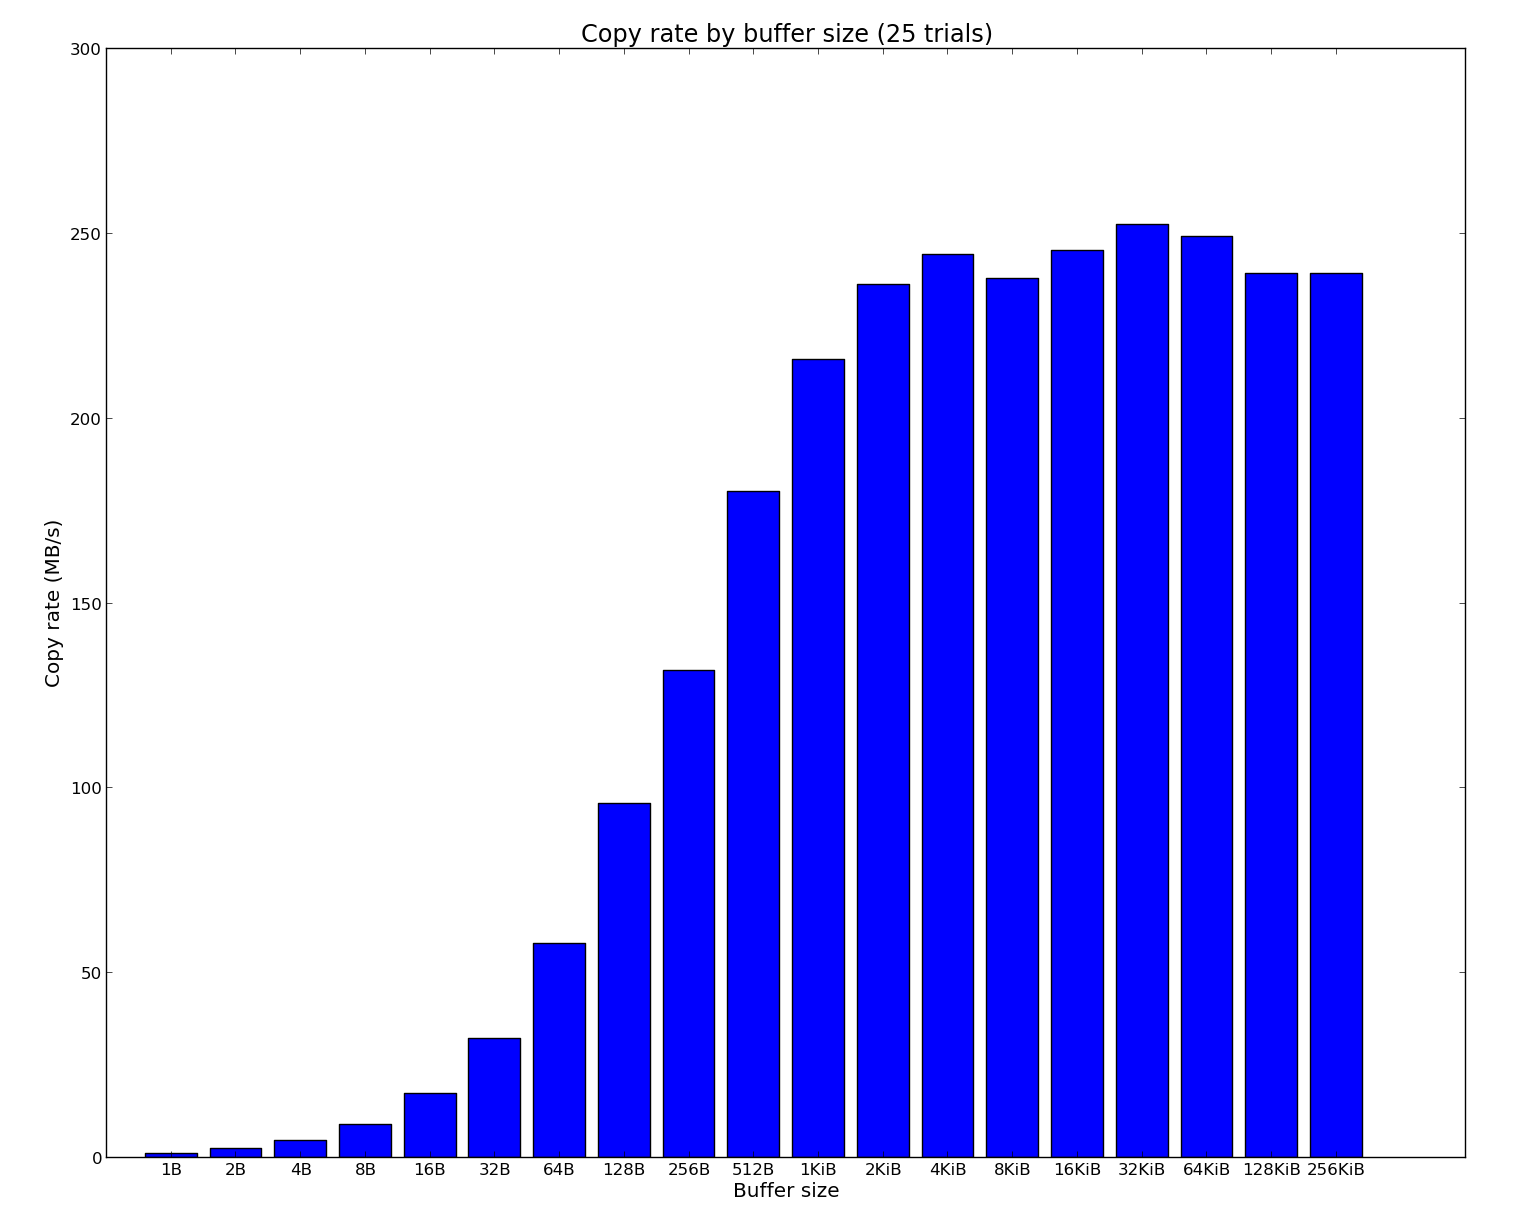 Copy rate by buffer size (25 trials)
300
250
200
150
100
50
0
Copy rate (MB/s)
1B 2B 4B 8B 16B 32B 64B 128B 256B 512B 1KiB 2KiB 4KiB 8KiB 16KiB 32KiB 64KiB 128KiB 256KiB
Buffer size